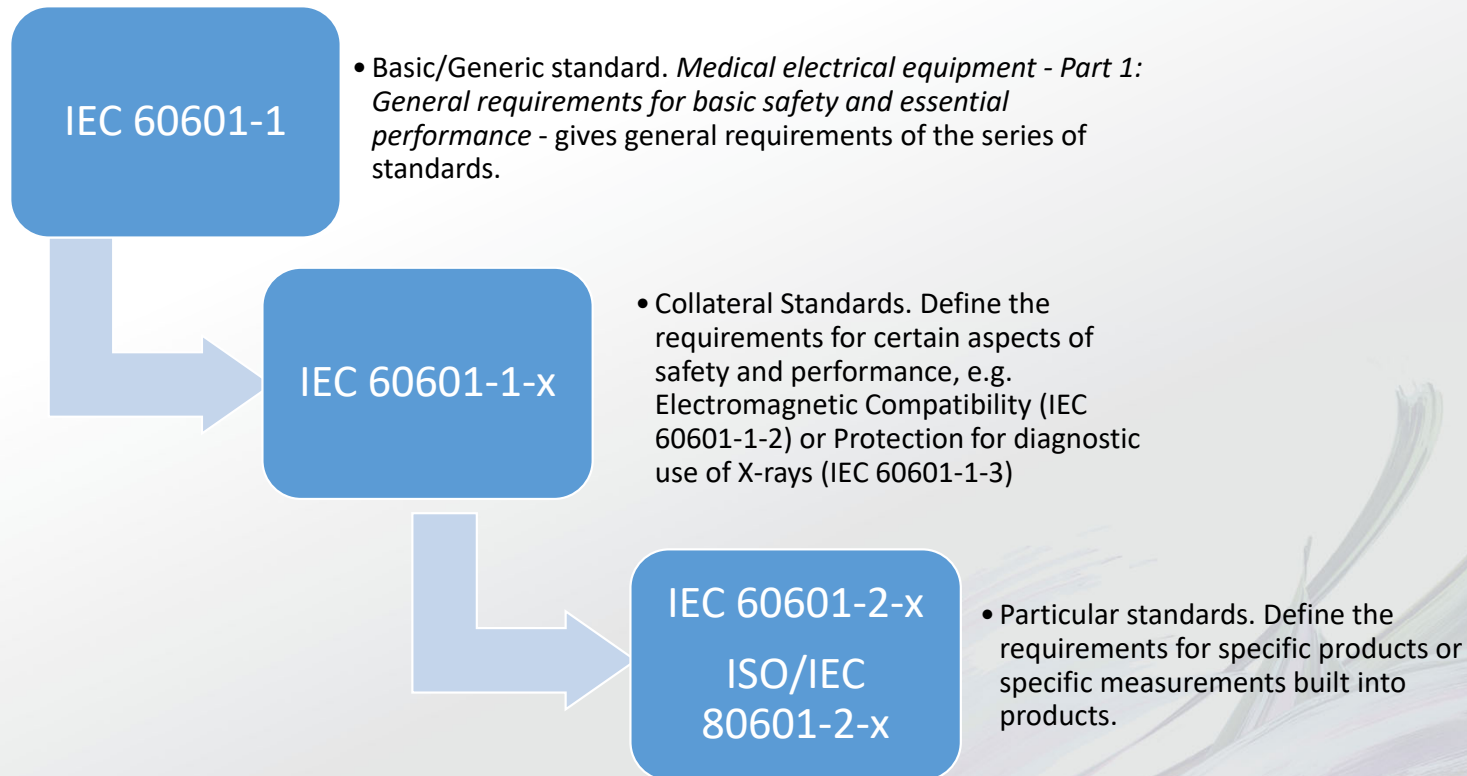 IEC 60601-1
• Basic/Generic standard. Medical electrical equipment - Part 1:
General requirements for basic safety and essential
performance - gives general requirements of the series of
standards.
IEC 60601-1-x
• Collateral Standards. Define the
requirements for certain aspects of
safety and performance, e.g.
Electromagnetic Compatibility (IEC
60601-1-2) or Protection for diagnostic
use of X-rays (IEC 60601-1-3)
IEC 60601-2-x
ISO/IEC
80601-2-x
• Particular standards. Define the
requirements for specific products or
specific measurements built into
products.